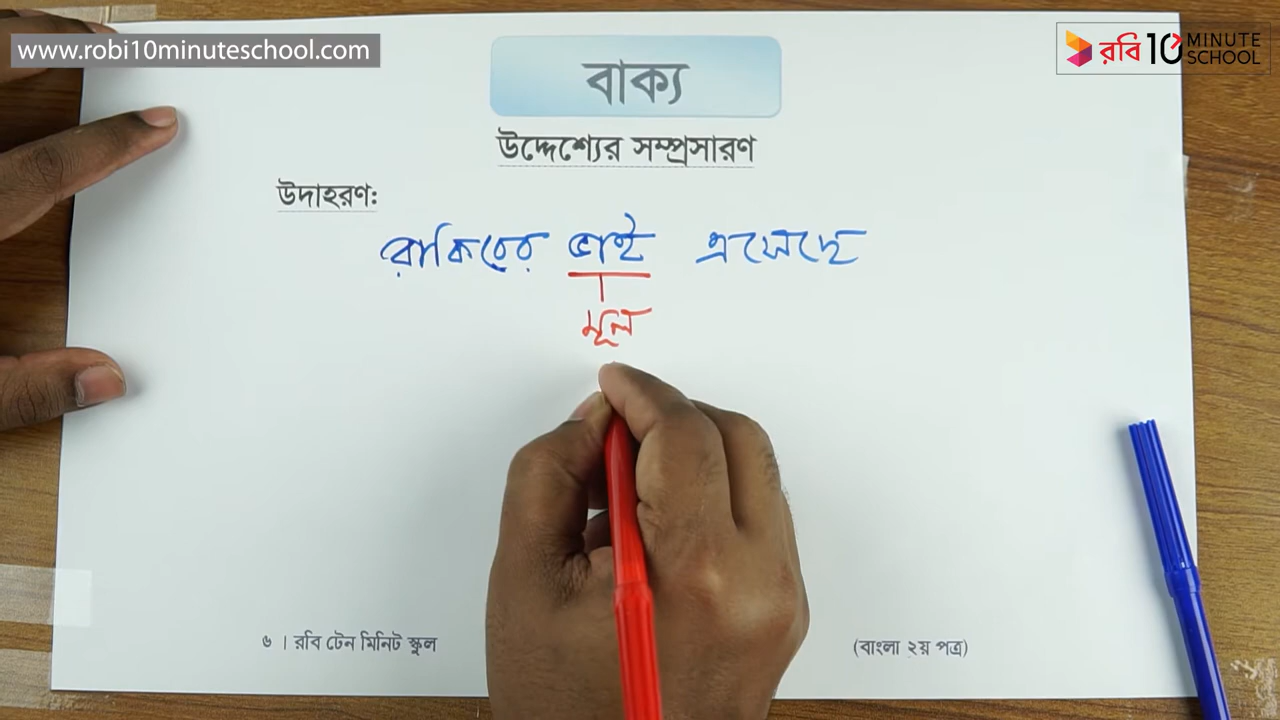 www.robi10minuteschool.com
রবি 10 MINUTE SCHOOL
বাক্য
উদ্দেশ্যের সম্প্রসারণ
উদাহরণঃ
রাকিবের ভাই এসেছে
মূল
৬ । রবি টেন মিনিট স্কুল
(বাংলা ২য় পত্র)